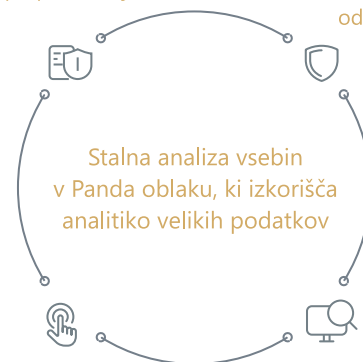 od
Stalna analiza vsebin
v Panda oblaku, ki izkorišča
analitiko velikih podatkov